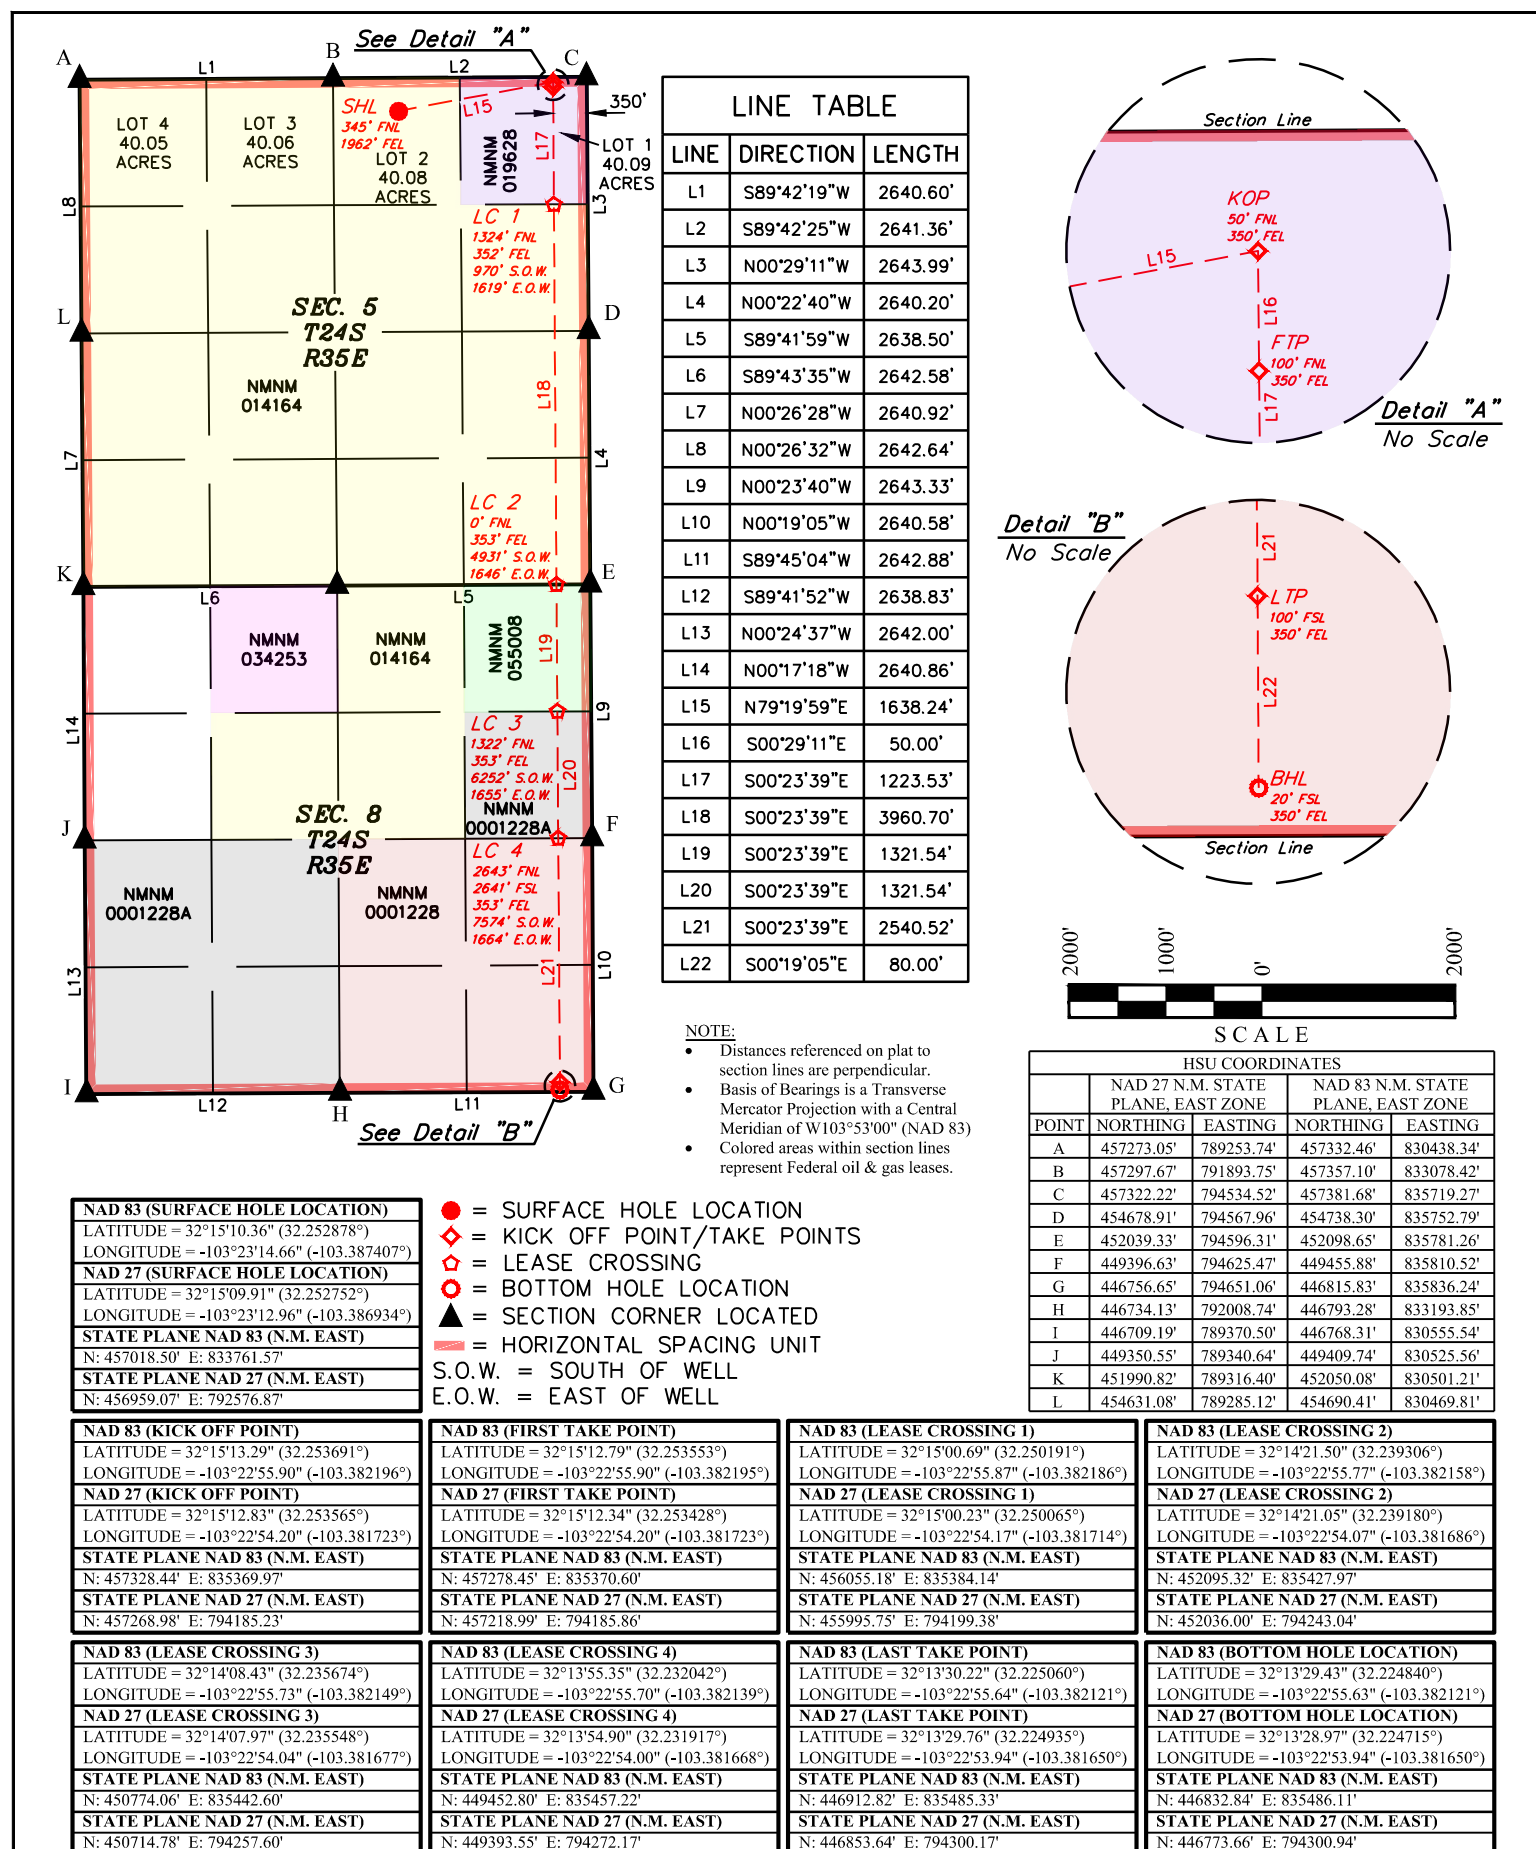 See Detail "A"
A
B
C
L1
L2
SHL
345' FNL
1962' FEL
L15
350'
LOT 4
40.05
ACRES
LOT 3
40.06
ACRES
LOT 2
40.08
ACRES
NMNM
019628
L17
LOT 1
40.09
ACRES
L8
L3
LC 1
1324' FNL
352' FEL
970' S.O.W.
1619' E.O.W.
SEC. 5
T24S
R35E
L
D
NMNM
014164
L18
L7
L4
LC 2
0' FNL
353' FEL
4931' S.O.W.
1646' E.O.W.
K
E
L6
L5
NMNM
034253
NMNM
014164
NMNM
055008
L19
L14
L9
LC 3
1322' FNL
353' FEL
6252' S.O.W.
1655' E.O.W.
L20
NMNM
0001228A
SEC. 8
T24S
R35E
J
F
LC 4
2643' FNL
2641' FSL
353' FEL
7574' S.O.W.
1664' E.O.W.
NMNM
0001228A
NMNM
0001228
L13
L21
L10
I
G
L12
H
L11
See Detail "B"
LINE TABLE
LINE DIRECTION LENGTH
L1 S89°42'19"W 2640.60'
L2 S89°42'25"W 2641.36'
L3 N00°29'11"W 2643.99'
L4 N00°22'40"W 2640.20'
L5 S89°41'59"W 2638.50'
L6 S89°43'35"W 2642.58'
L7 N00°26'28"W 2640.92'
L8 N00°26'32"W 2642.64'
L9 N00°23'40"W 2643.33'
L10 N00°19'05"W 2640.58'
L11 S89°45'04"W 2642.88'
L12 S89°41'52"W 2638.83'
L13 N00°24'37"W 2642.00'
L14 N00°17'18"W 2640.86'
L15 N79°19'59"E 1638.24'
L16 S00°29'11"E 50.00'
L17 S00°23'39"E 1223.53'
L18 S00°23'39"E 3960.70'
L19 S00°23'39"E 1321.54'
L20 S00°23'39"E 1321.54'
L21 S00°23'39"E 2540.52'
L22 S00°19'05"E 80.00'
Section Line
KOP
50' FNL
350' FEL
L15
L16
FTP
100' FNL
350' FEL
L17
Detail "A"
No Scale
Detail "B"
No Scale
L21
LTP
100' FSL
350' FEL
L22
BHL
20' FSL
350' FEL
Section Line
2000'
1000'
0'
2000'
SCALE
NOTE:
• Distances referenced on plat to
section lines are perpendicular.
• Basis of Bearings is a Transverse
Mercator Projection with a Central
Meridian of W103°53'00" (NAD 83)
• Colored areas within section lines
represent Federal oil & gas leases.
HSU COORDINATES
NAD 27 N.M. STATE PLANE, EAST ZONE NAD 83 N.M. STATE PLANE, EAST ZONE
POINT NORTHING EASTING NORTHING EASTING
A 457273.05' 789253.74' 457332.46' 830438.34'
B 457297.67' 791893.75' 457357.10' 833078.42'
C 457322.22' 794534.52' 457381.68' 835719.27'
D 454678.91' 794567.96' 454738.30' 835752.79'
E 452039.33' 794596.31' 452098.65' 835781.26'
F 449396.63' 794625.47' 449455.88' 835810.52'
G 446756.65' 794651.06' 446815.83' 835836.24'
H 446734.13' 792008.74' 446793.28' 833193.85'
I 446709.19' 789370.50' 446768.31' 830555.54'
J 449350.55' 789340.64' 449409.74' 830525.56'
K 451990.82' 789316.40' 452050.08' 830501.21'
L 454631.08' 789285.12' 454690.41' 830469.81'
NAD 83 (SURFACE HOLE LOCATION)
LATITUDE = 32°15'10.36" (32.252878°)
LONGITUDE = -103°23'14.66" (-103.387407°)
NAD 27 (SURFACE HOLE LOCATION)
LATITUDE = 32°15'09.91" (32.252752°)
LONGITUDE = -103°23'12.96" (-103.386934°)
STATE PLANE NAD 83 (N.M. EAST)
N: 457018.50' E: 833761.57'
STATE PLANE NAD 27 (N.M. EAST)
N: 456959.07' E: 792576.87'
= SURFACE HOLE LOCATION
= KICK OFF POINT/TAKE POINTS
= LEASE CROSSING
= BOTTOM HOLE LOCATION
= SECTION CORNER LOCATED
= HORIZONTAL SPACING UNIT
S.O.W. = SOUTH OF WELL
E.O.W. = EAST OF WELL
NAD 83 (KICK OFF POINT)
LATITUDE = 32°15'13.29" (32.253691°)
LONGITUDE = -103°22'55.90" (-103.382196°)
NAD 27 (KICK OFF POINT)
LATITUDE = 32°15'12.83" (32.253565°)
LONGITUDE = -103°22'54.20" (-103.381723°)
STATE PLANE NAD 83 (N.M. EAST)
N: 457328.44' E: 835369.97'
STATE PLANE NAD 27 (N.M. EAST)
N: 457268.98' E: 794185.23'
NAD 83 (FIRST TAKE POINT)
LATITUDE = 32°15'12.79" (32.253553°)
LONGITUDE = -103°22'55.90" (-103.382195°)
NAD 27 (FIRST TAKE POINT)
LATITUDE = 32°15'12.34" (32.253428°)
LONGITUDE = -103°22'54.20" (-103.381723°)
STATE PLANE NAD 83 (N.M. EAST)
N: 457278.45' E: 835370.60'
STATE PLANE NAD 27 (N.M. EAST)
N: 457218.99' E: 794185.86'
NAD 83 (LEASE CROSSING 1)
LATITUDE = 32°15'00.69" (32.250191°)
LONGITUDE = -103°22'55.87" (-103.382186°)
NAD 27 (LEASE CROSSING 1)
LATITUDE = 32°15'00.23" (32.250065°)
LONGITUDE = -103°22'54.17" (-103.381714°)
STATE PLANE NAD 83 (N.M. EAST)
N: 456055.18' E: 835384.14'
STATE PLANE NAD 27 (N.M. EAST)
N: 455995.75' E: 794199.38'
NAD 83 (LEASE CROSSING 2)
LATITUDE = 32°14'21.50" (32.239306°)
LONGITUDE = -103°22'55.77" (-103.382158°)
NAD 27 (LEASE CROSSING 2)
LATITUDE = 32°14'21.05" (32.239180°)
LONGITUDE = -103°22'54.07" (-103.381686°)
STATE PLANE NAD 83 (N.M. EAST)
N: 452095.32' E: 835427.97'
STATE PLANE NAD 27 (N.M. EAST)
N: 452036.00' E: 794243.04'
NAD 83 (LEASE CROSSING 3)
LATITUDE = 32°14'08.43" (32.235674°)
LONGITUDE = -103°22'55.73" (-103.382149°)
NAD 27 (LEASE CROSSING 3)
LATITUDE = 32°14'07.97" (32.235548°)
LONGITUDE = -103°22'54.04" (-103.381677°)
STATE PLANE NAD 83 (N.M. EAST)
N: 450774.06' E: 835442.60'
STATE PLANE NAD 27 (N.M. EAST)
N: 450714.78' E: 794257.60'
NAD 83 (LEASE CROSSING 4)
LATITUDE = 32°13'55.35" (32.232042°)
LONGITUDE = -103°22'55.70" (-103.382139°)
NAD 27 (LEASE CROSSING 4)
LATITUDE = 32°13'54.90" (32.231917°)
LONGITUDE = -103°22'54.00" (-103.381668°)
STATE PLANE NAD 83 (N.M. EAST)
N: 449452.80' E: 835457.22'
STATE PLANE NAD 27 (N.M. EAST)
N: 449393.55' E: 794272.17'
NAD 83 (LAST TAKE POINT)
LATITUDE = 32°13'30.22" (32.225060°)
LONGITUDE = -103°22'55.64" (-103.382121°)
NAD 27 (LAST TAKE POINT)
LATITUDE = 32°13'29.76" (32.224935°)
LONGITUDE = -103°22'53.94" (-103.381650°)
STATE PLANE NAD 83 (N.M. EAST)
N: 446912.82' E: 835485.33'
STATE PLANE NAD 27 (N.M. EAST)
N: 446853.64' E: 794300.17'
NAD 83 (BOTTOM HOLE LOCATION)
LATITUDE = 32°13'29.43" (32.224840°)
LONGITUDE = -103°22'55.63" (-103.382121°)
NAD 27 (BOTTOM HOLE LOCATION)
LATITUDE = 32°13'28.97" (32.224715°)
LONGITUDE = -103°22'53.94" (-103.381650°)
STATE PLANE NAD 83 (N.M. EAST)
N: 446832.84' E: 835486.11'
STATE PLANE NAD 27 (N.M. EAST)
N: 446773.66' E: 794300.94'